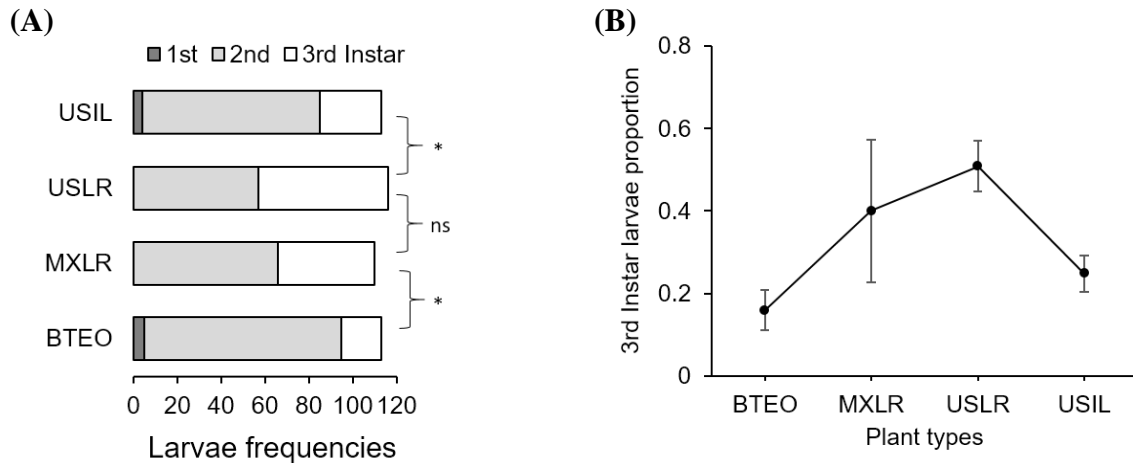 (A)
1st 2nd 3rd Instar
USIL
*
USLR
ns
MXLR
*
BTEO
0 20 40 60 80 100 120
Larvae frequencies
(B)
3rd Instar larvae proportion
0.8
0.6
0.4
0.2
0
BTEO MXLR USLR USIL
Plant types